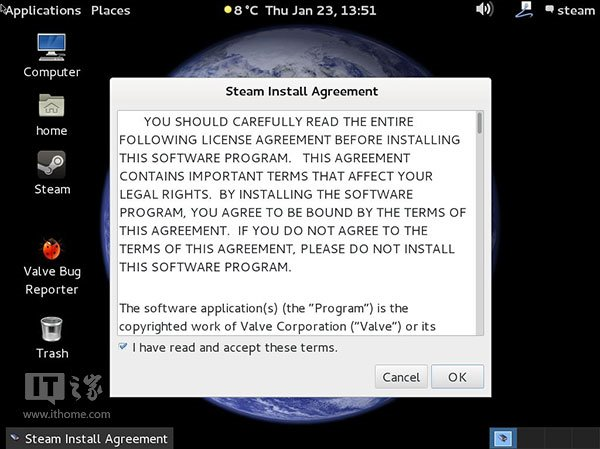 Applications Places 8 °C Thu Jan 23, 13:51 steam
Computer
home
Steam
Valve Bug
Reporter
Trash
Steam Install Agreement
YOU SHOULD CAREFULLY READ THE ENTIRE
FOLLOWING LICENSE AGREEMENT BEFORE INSTALLING
THIS SOFTWARE PROGRAM. THIS AGREEMENT
CONTAINS IMPORTANT TERMS THAT AFFECT YOUR
LEGAL RIGHTS. BY INSTALLING THE SOFTWARE
PROGRAM, YOU AGREE TO BE BOUND BY THE TERMS OF
THIS AGREEMENT. IF YOU DO NOT AGREE TO THE
TERMS OF THIS AGREEMENT, PLEASE DO NOT INSTALL
THIS SOFTWARE PROGRAM.
The software application(s) (the "Program") is the
copyrighted work of Valve Corporation ("Valve") or its
I have read and accept these terms.
Cancel OK
IT之家
www.ithome.com
Steam Install Agreement